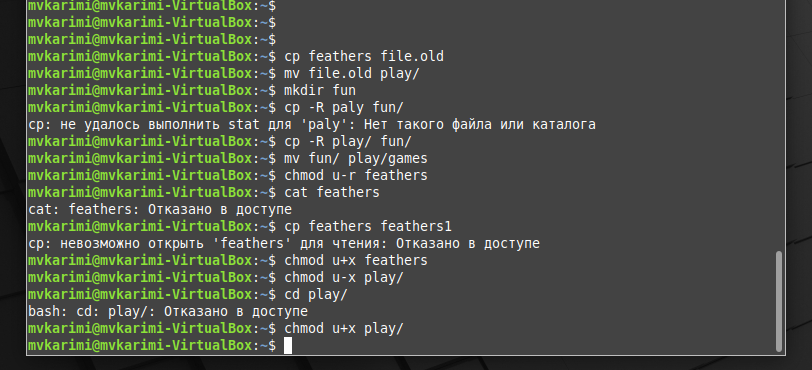 mvkarimi@mvkarimi-VirtualBox:~$
mvkarimi@mvkarimi-VirtualBox:~$
mvkarimi@mvkarimi-VirtualBox:~$
mvkarimi@mvkarimi-VirtualBox:~$ cp feathers file.old
mvkarimi@mvkarimi-VirtualBox:~$ mv file.old play/
mvkarimi@mvkarimi-VirtualBox:~$ mkdir fun
mvkarimi@mvkarimi-VirtualBox:~$ cp -R paly fun/
cp: не удалось выполнить stat для 'paly': Нет такого файла или каталога
mvkarimi@mvkarimi-VirtualBox:~$ cp -R play/ fun/
mvkarimi@mvkarimi-VirtualBox:~$ mv fun/ play/games
mvkarimi@mvkarimi-VirtualBox:~$ chmod u-r feathers
mvkarimi@mvkarimi-VirtualBox:~$ cat feathers
cat: feathers: Отказано в доступе
mvkarimi@mvkarimi-VirtualBox:~$ cp feathers feathers1
cp: невозможно открыть 'feathers' для чтения: Отказано в доступе
mvkarimi@mvkarimi-VirtualBox:~$ chmod u+x feathers
mvkarimi@mvkarimi-VirtualBox:~$ chmod u-x play/
mvkarimi@mvkarimi-VirtualBox:~$ cd play/
bash: cd: play/: Отказано в доступе
mvkarimi@mvkarimi-VirtualBox:~$ chmod u+x play/
mvkarimi@mvkarimi-VirtualBox:~$